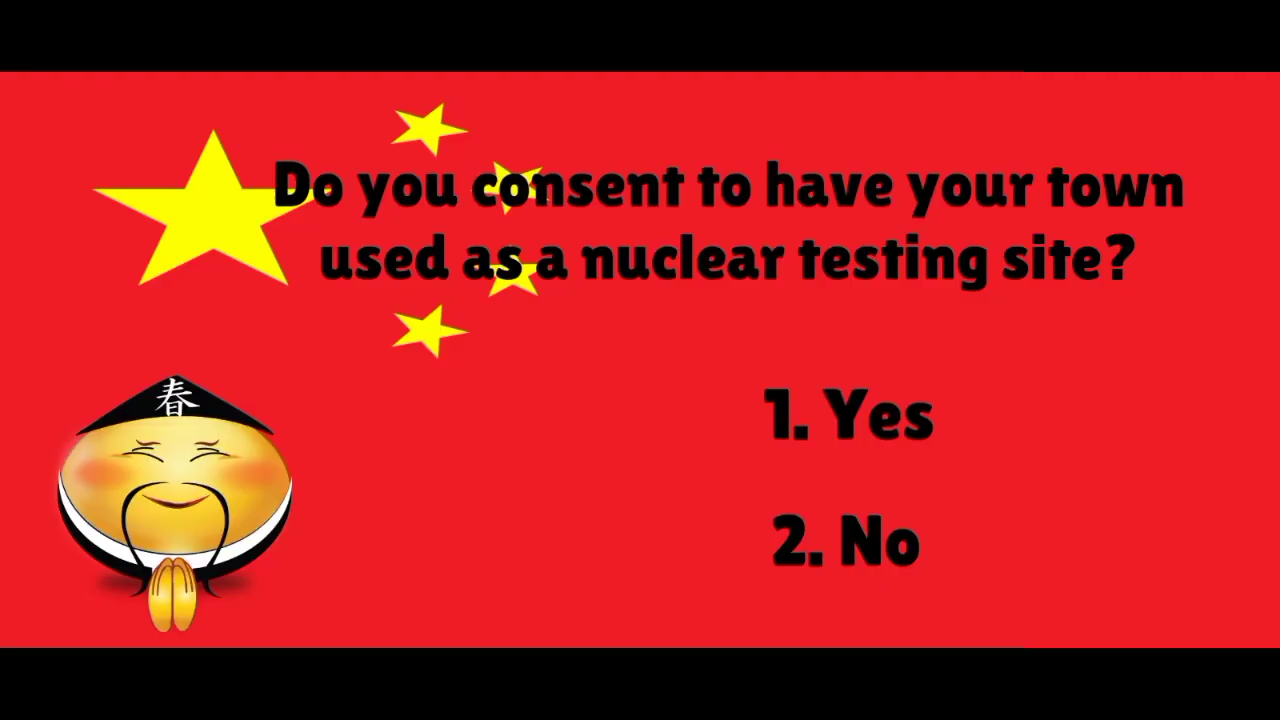 Do you consent to have your town
used as a nuclear testing site?
1. Yes
2. No
春